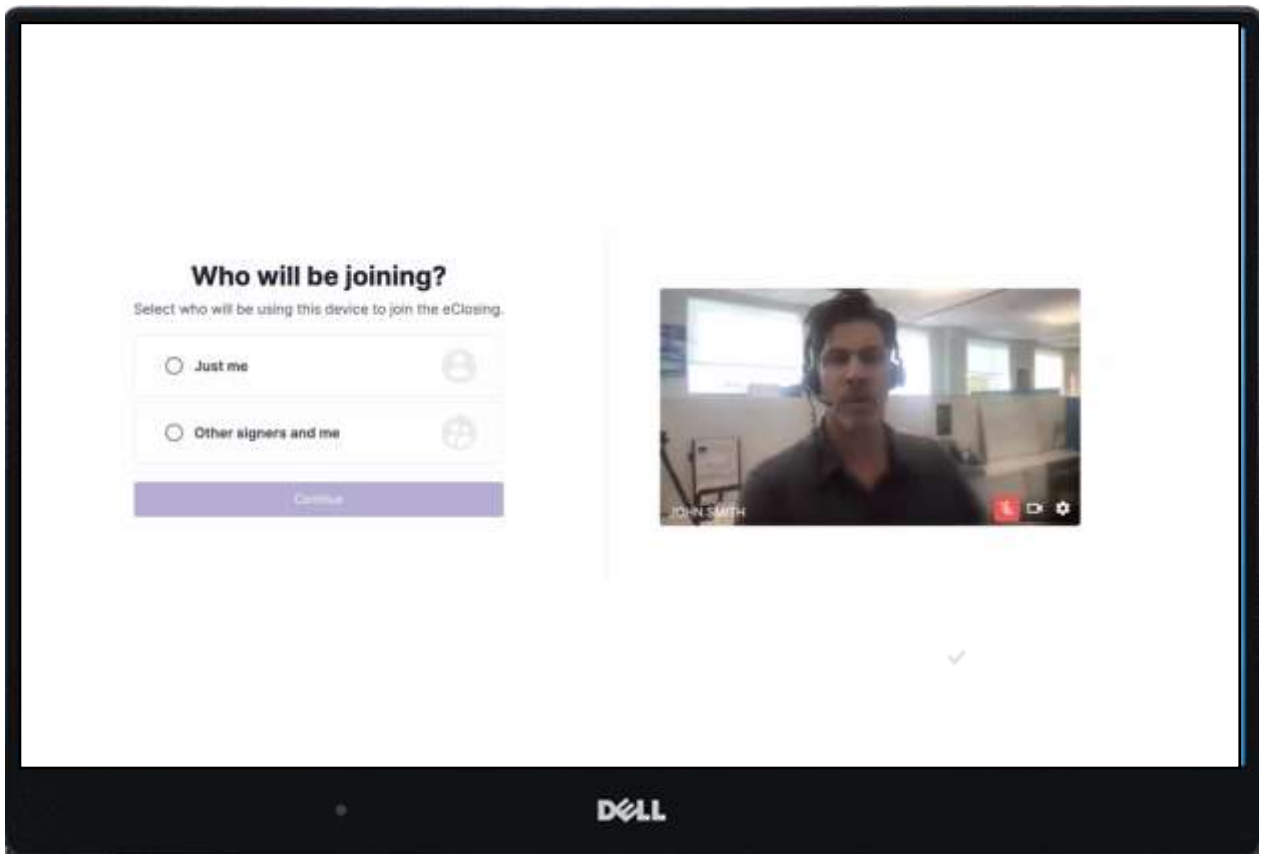 Who will be joining?
Select who will be using this device to join the eClosing.
Just me
Other signers and me
Continue
JOHN SMITH
DELL